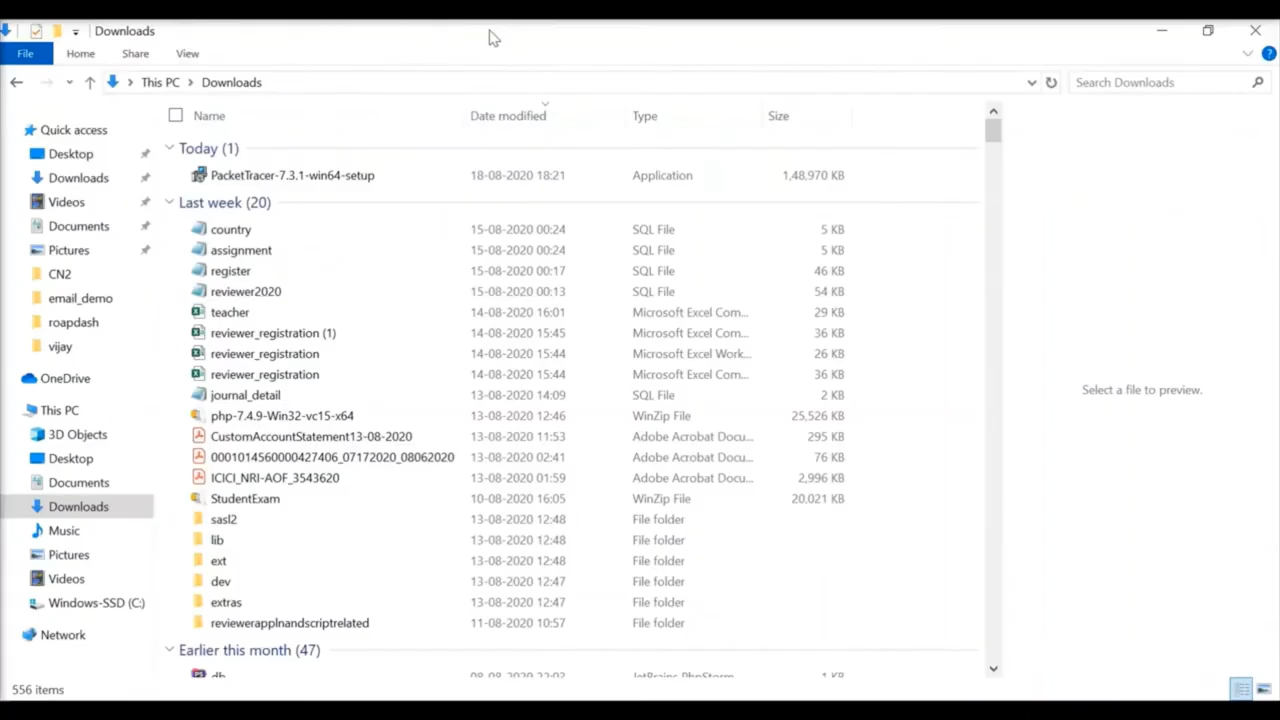 Downloads
File Home Share View
This PC Downloads Search Downloads
Name Date modified Type Size
Quick access
Desktop
Downloads
Videos
Documents
Pictures
CN2
email_demo
roapdash
vijay
OneDrive
This PC
3D Objects
Desktop
Documents
Downloads
Music
Pictures
Videos
Windows-SSD (C:)
Network
Today (1)
PacketTracer-7.3.1-win64-setup 18-08-2020 18:21 Application 1,48,970 KB
Last week (20)
country 15-08-2020 00:24 SQL File 5 KB
assignment 15-08-2020 00:24 SQL File 5 KB
register 15-08-2020 00:17 SQL File 46 KB
reviewer2020 15-08-2020 00:13 SQL File 54 KB
teacher 14-08-2020 16:01 Microsoft Excel Com... 29 KB
reviewer_registration (1) 14-08-2020 15:45 Microsoft Excel Com... 36 KB
reviewer_registration 14-08-2020 15:44 Microsoft Excel Work... 26 KB
reviewer_registration 14-08-2020 15:44 Microsoft Excel Com... 36 KB
journal_detail 13-08-2020 14:09 SQL File 2 KB
php-7.4.9-Win32-vc15-x64 13-08-2020 12:46 WinZip File 25,526 KB
CustomAccountStatement13-08-2020 13-08-2020 11:53 Adobe Acrobat Docu... 295 KB
0001014560000427406_07172020_08062020 13-08-2020 02:41 Adobe Acrobat Docu... 76 KB
ICICI_NRI-AOF_3543620 13-08-2020 01:59 Adobe Acrobat Docu... 2,996 KB
StudentExam 10-08-2020 16:05 WinZip File 20,021 KB
sasl2 13-08-2020 12:48 File folder
lib 13-08-2020 12:48 File folder
ext 13-08-2020 12:48 File folder
dev 13-08-2020 12:47 File folder
extras 13-08-2020 12:47 File folder
reviewerapplnandscriptrelated 11-08-2020 10:57 File folder
Earlier this month (47)
Select a file to preview.
556 items